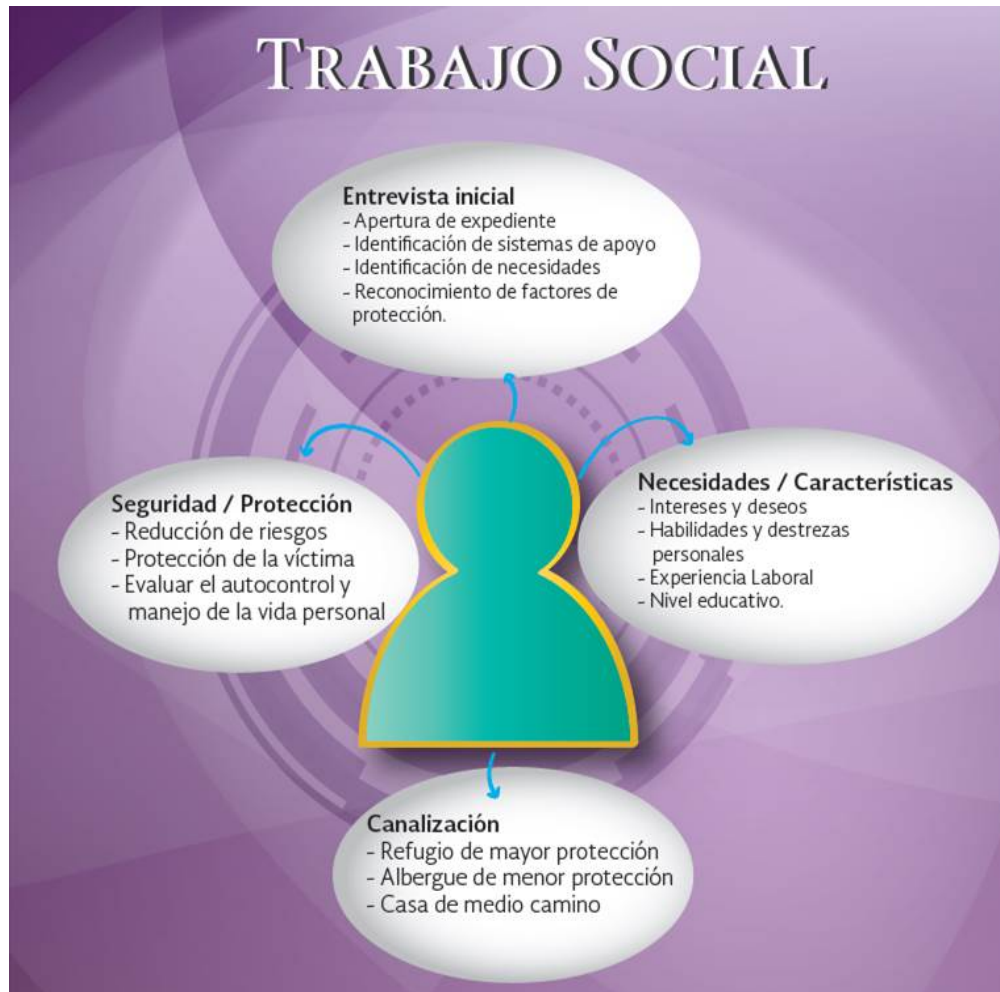 TRABAJO SOCIAL
Entrevista inicial
- Apertura de expediente
- Identificación de sistemas de apoyo
- Identificación de necesidades
- Reconocimiento de factores de
protección.
Seguridad / Protección
- Reducción de riesgos
- Protección de la víctima
- Evaluar el autocontrol y
manejo de la vida personal
Necesidades / Características
- Intereses y deseos
- Habilidades y destrezas
personales
- Experiencia Laboral
- Nivel educativo.
Canalización
- Refugio de mayor protección
- Albergue de menor protección
- Casa de medio camino